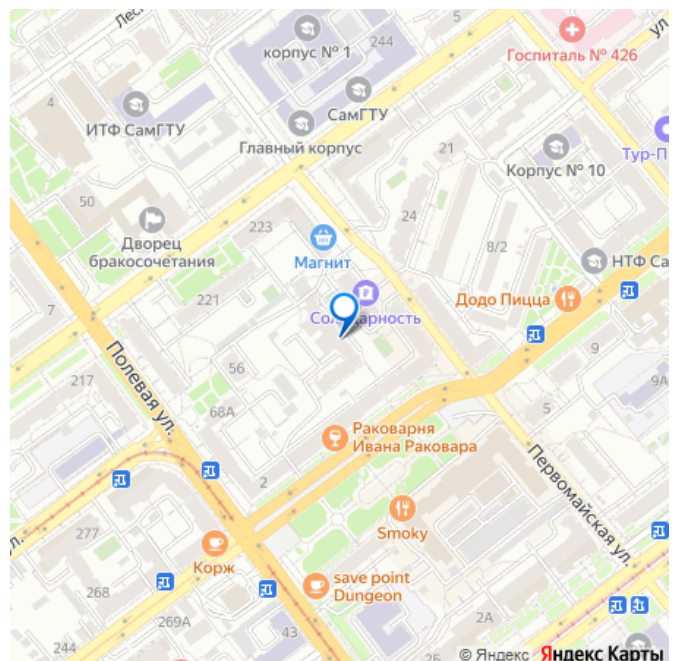 Лес
5
корпус № 1
244
Госпиталь № 426
ул
4
ИТФ СамГТУ
СамГТУ
Главный корпус
21
Тур-П
Корпус № 10
50
Дворец
бракосочетания
223
24
8/2
Магнит
НТФ Са
221
Солидарность
Додо Пицца
7
Полевая ул.
56
9
217
68А
9А
5
Раковарня
Ивана Раковара
2
Первомайская ул.
277
л.
Smoky
Корж
save point
Dungeon
268
269А
43
2А
© Яндекс Яндекс Карты